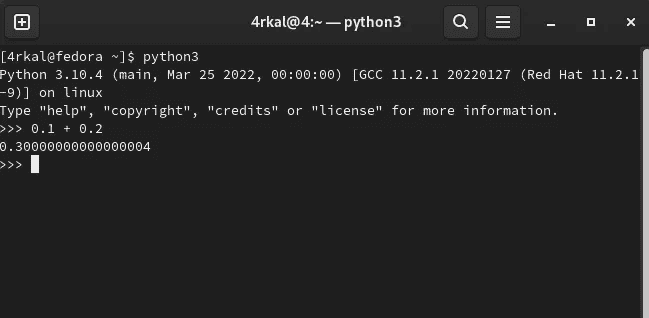 4rkal@4:~ — python3
[4rkal@fedora ~]$ python3
Python 3.10.4 (main, Mar 25 2022, 00:00:00) [GCC 11.2.1 20220127 (Red Hat 11.2.1
-9)] on linux
Type "help", "copyright", "credits" or "license" for more information.
>>> 0.1 + 0.2
0.30000000000000004
>>>